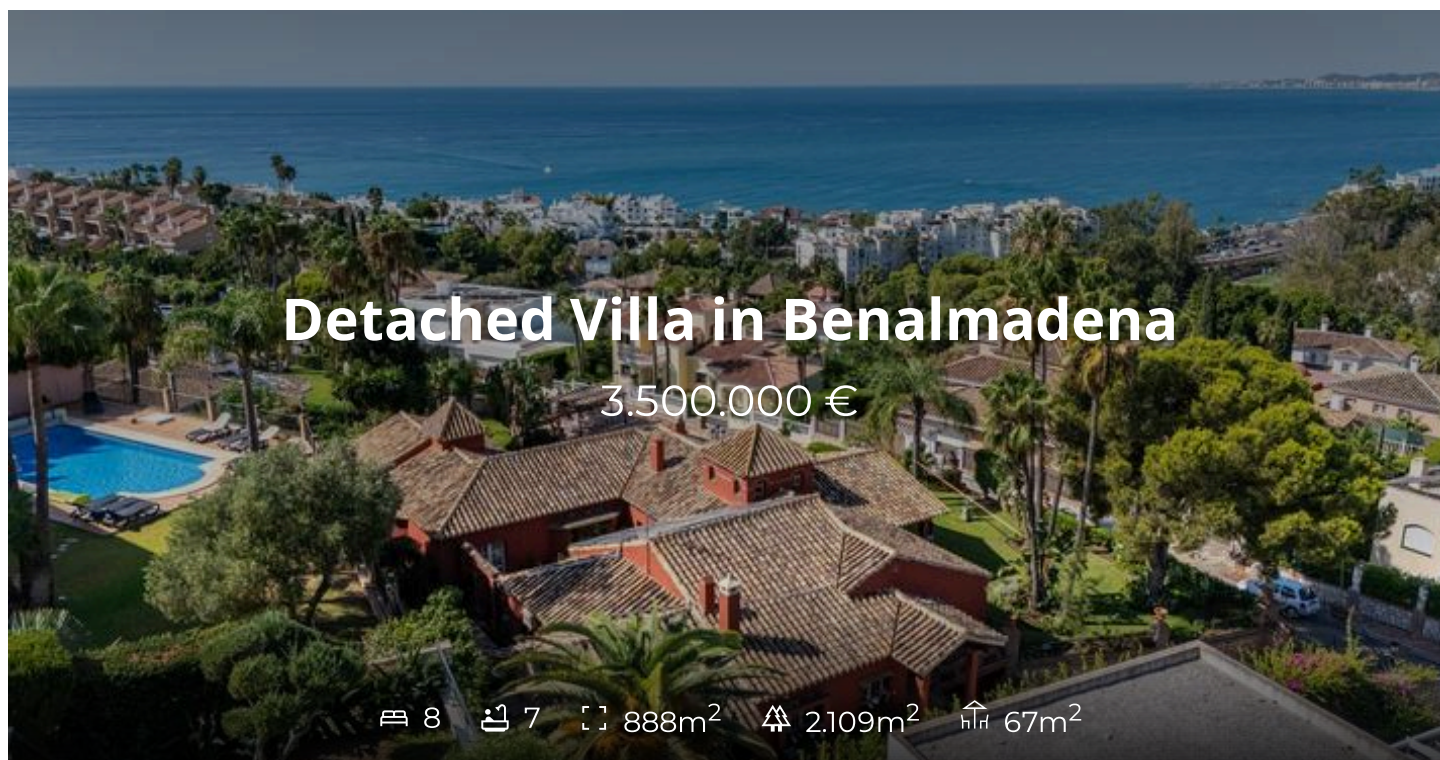 Detached Villa in Benalmadena
3.500.000 €
8 7 888m² 2.109m² 67m²